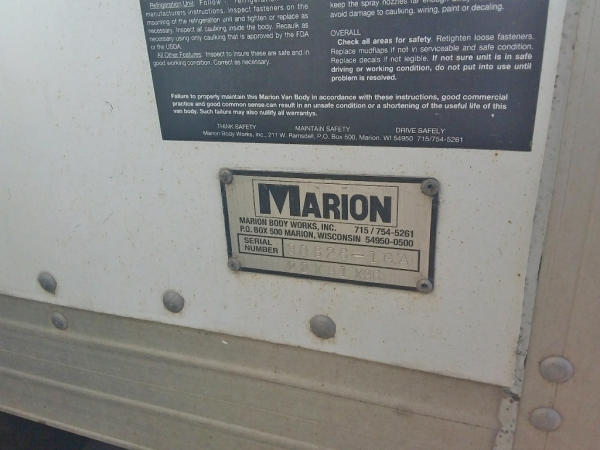 Refrigeration Unit: Follow refrigeration
manufacturers instructions. Inspect fasteners on the
mounting of the refrigeration unit and tighten or replace as
necessary. Inspect all caulking inside the body. Recaulk as
necessary using only caulking that is approved by the FDA
or the USDA.
All Other Features: Inspect to insure these are safe and in
good working condition. Correct as necessary.
keep the spray nozzles far enough away
avoid damage to caulking, wiring, paint or decaling.
OVERALL
Check all areas for safety. Retighten loose fasteners.
Replace mudflaps if not in serviceable and safe condition.
Replace decals if not legible. If not sure unit is in safe
driving or working condition, do not put into use until
problem is resolved.
Failure to properly maintain this Marion Van Body in accordance with these instructions, good commercial
practice and good common sense can result in an unsafe condition or a shortening of the useful life of this
van body. Such failure may also nullify all warrantys.
THINK SAFETY MAINTAIN SAFETY DRIVE SAFELY
Marion Body Works, Inc., 211 W. Ramsdell, P.O. Box 500, Marion, WI 54950 715/754-5261
MARION
MARION BODY WORKS, INC. 715 / 754-5261
P.O. BOX 500 MARION, WISCONSIN 54950-0500
SERIAL
NUMBER